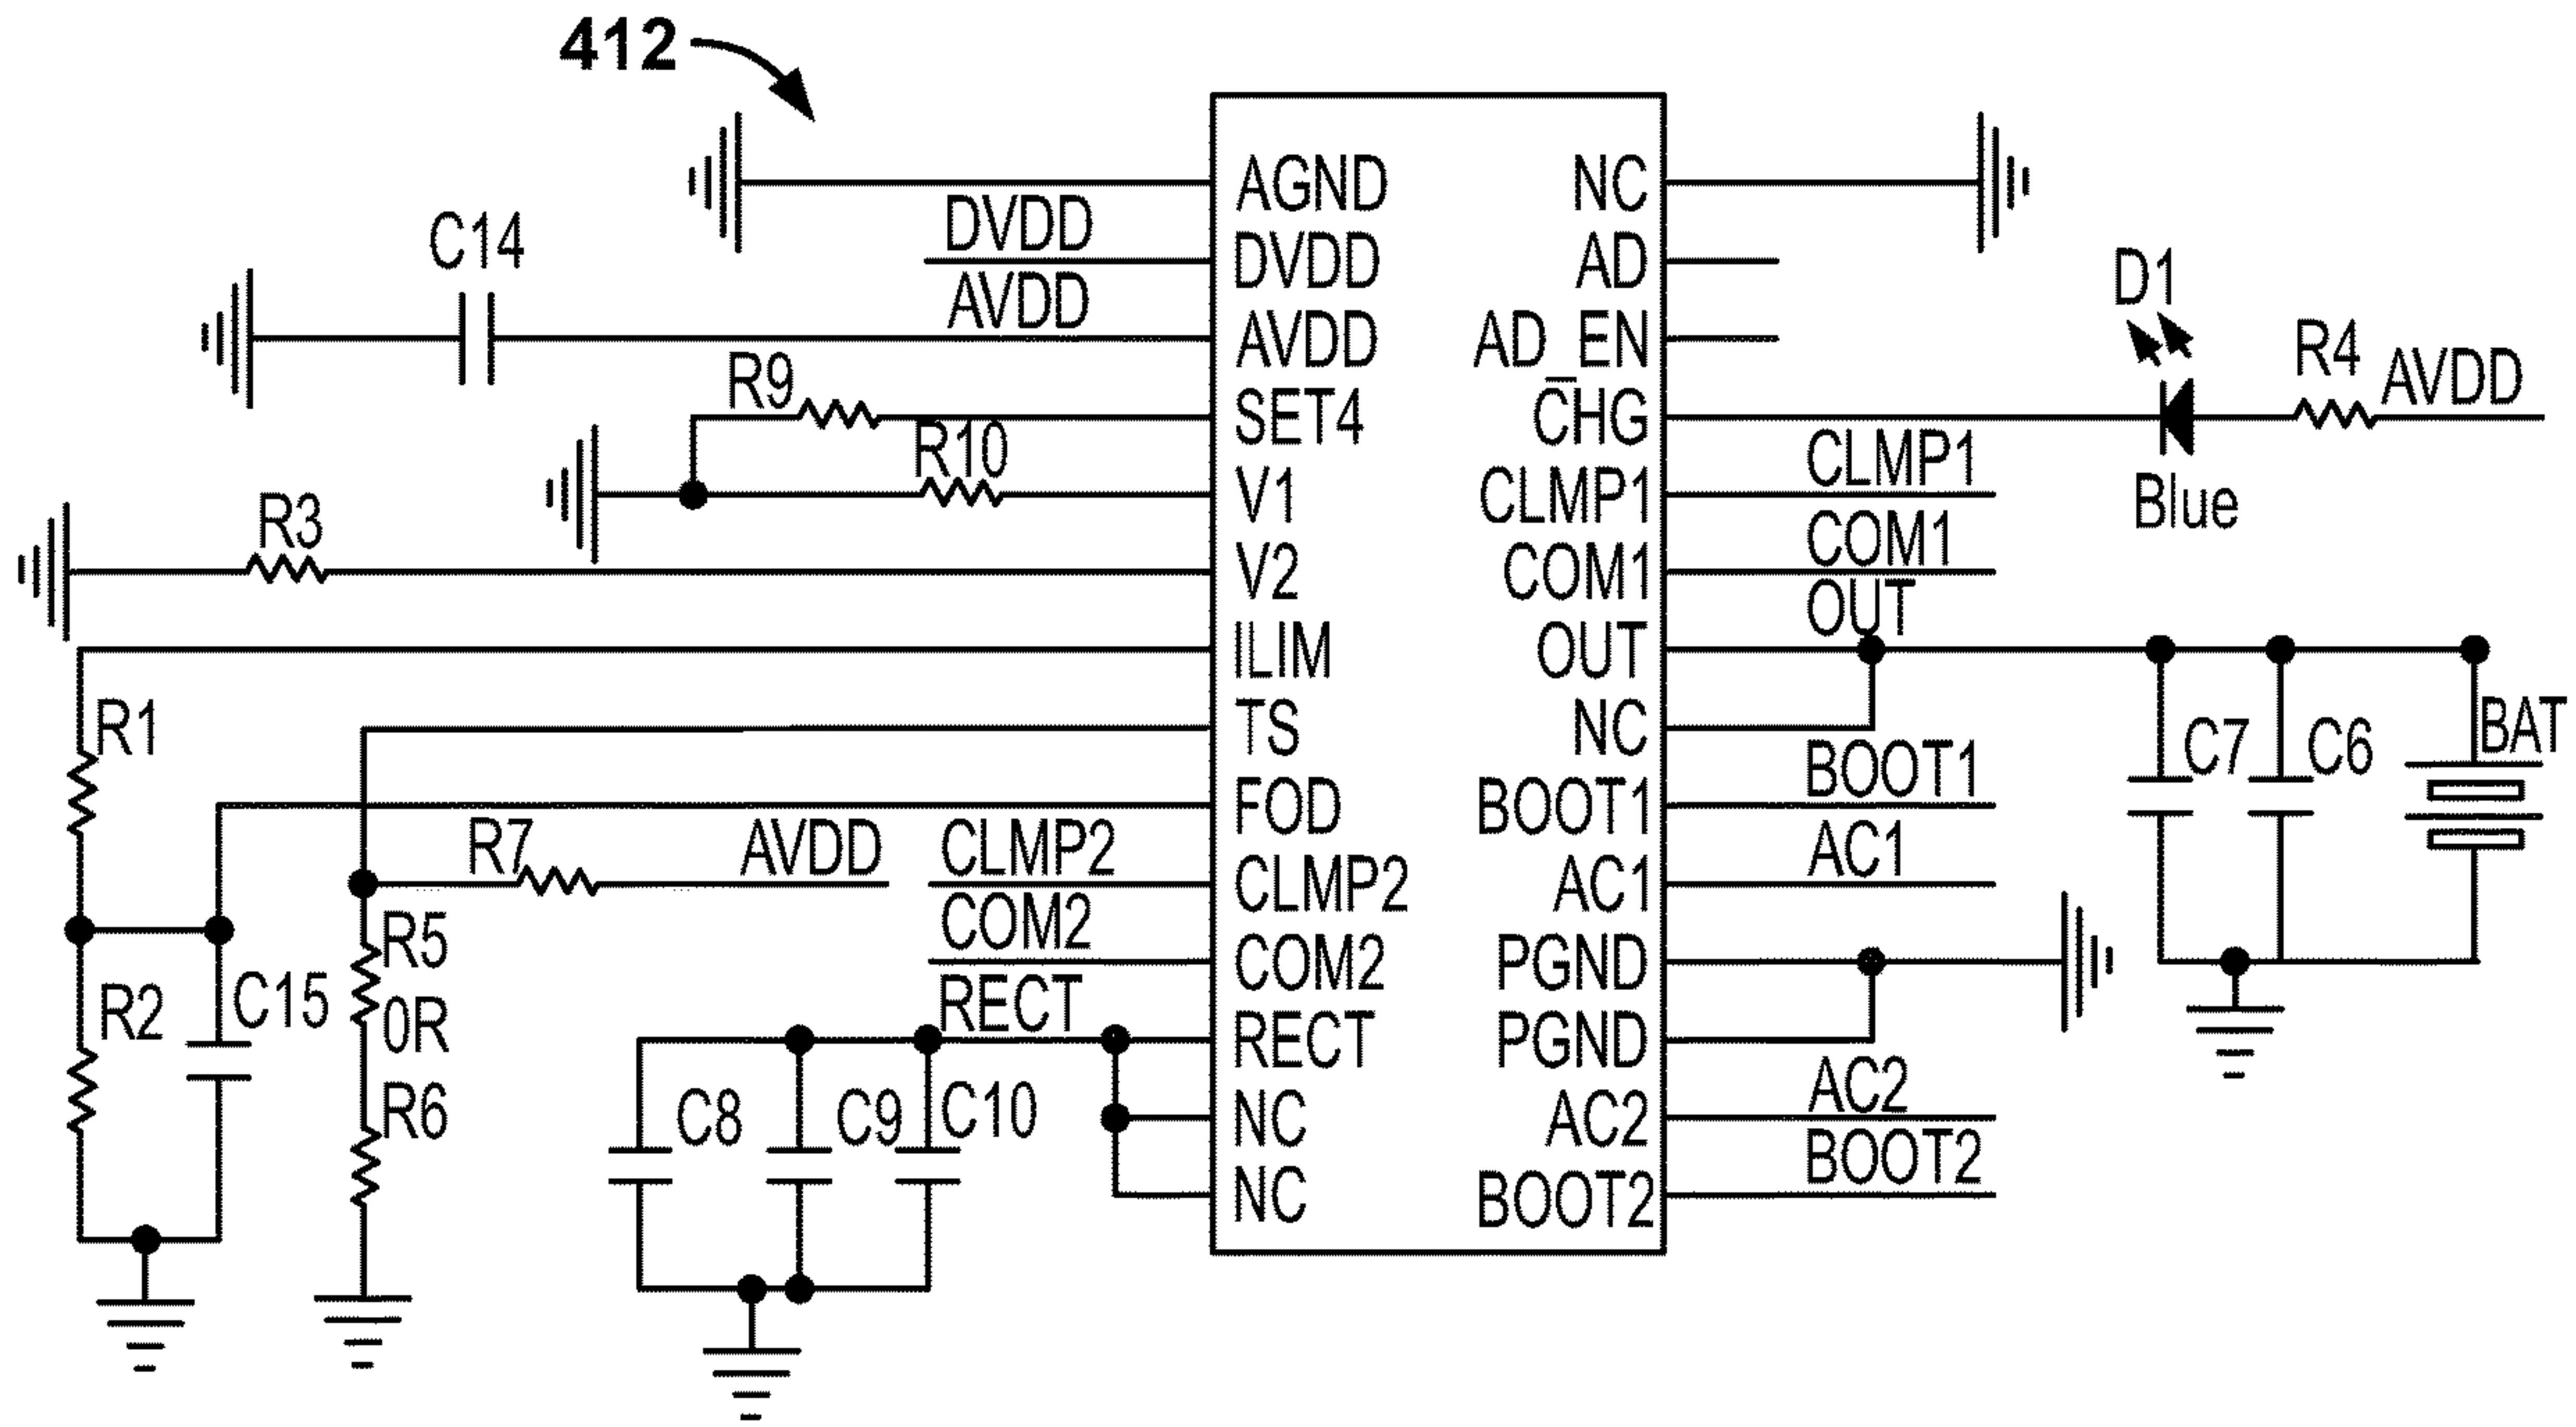 412
AGND NC
DVDD
C14 DVDD AD D1
AVDD
AVDD AD_EN R4 AVDD
R9 SET4 CHG
R10 CLMP1 Blue
R3 V1 CLMP1
COM1
V2 COM1
OUT
ILIM OUT
R1 TS NC C7 C6 BAT
BOOT1
FOD BOOT1
R7 AVDD CLMP2 AC1
CLMP2 AC1
COM2
R5 COM2 PGND
R2 C15 0R RECT
RECT PGND
AC2
R6 C8 C9 C10 NC AC2
BOOT2
NC BOOT2